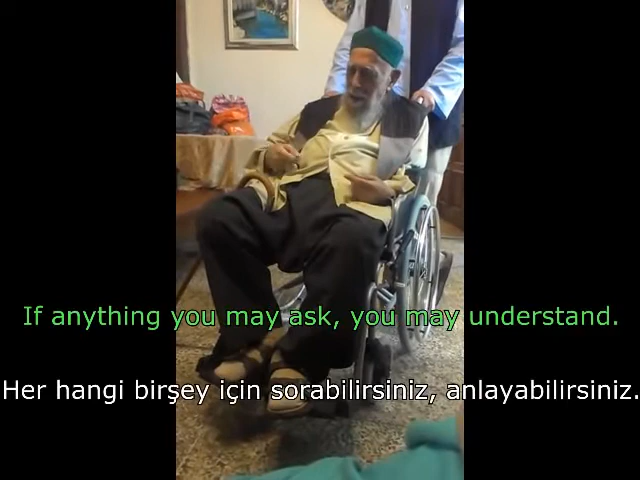 If anything you may ask, you may understand.
Her hangi birşey için sorabilirsiniz, anlayabilirsiniz.